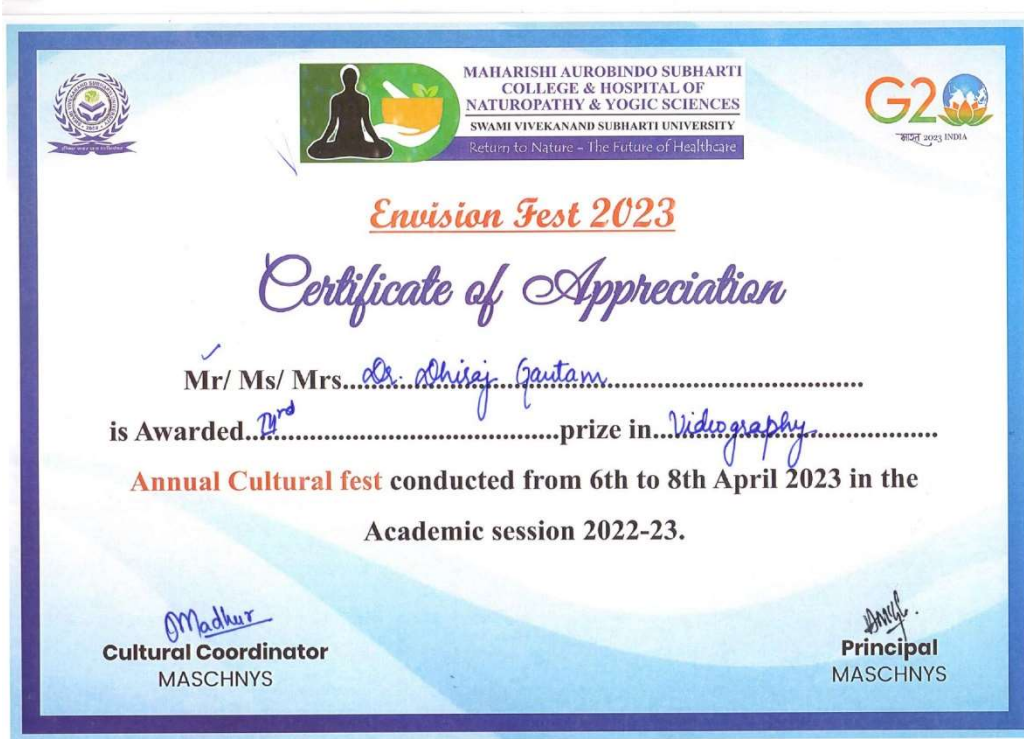 MAHARISHI AUROBINDO SUBHARTI
COLLEGE & HOSPITAL OF
NATUROPATHY & YOGIC SCIENCES
SWAMI VIVEKANAND SUBHARTI UNIVERSITY
Return to Nature - The Future of Healthcare
G20
भारत 2023 INDIA
Envision Fest 2023
Certificate of Appreciation
Mr/ Ms/ Mrs....Dr. Dhiraj Gautam....
is Awarded....rd....prize in....Videography....
Annual Cultural fest conducted from 6th to 8th April 2023 in the
Academic session 2022-23.
Madhur
Cultural Coordinator
MASCHNYS
Principal
MASCHNYS